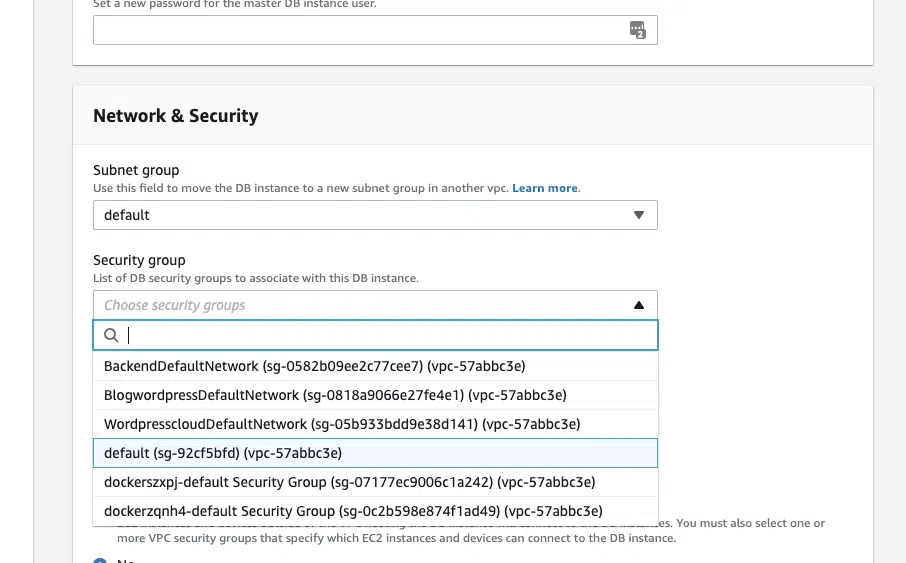 Set a new password for the master DB instance user.
2
Network & Security
Subnet group
Use this field to move the DB instance to a new subnet group in another vpc. Learn more.
default
Security group
List of DB security groups to associate with this DB instance.
Choose security groups
BackendDefaultNetwork (sg-0582b09ee2c77cee7) (vpc-57abbc3e)
BlogwordpressDefaultNetwork (sg-0818a9066e27fe4e1) (vpc-57abbc3e)
WordpresscloudDefaultNetwork (sg-05b933bdd9e38d141) (vpc-57abbc3e)
default (sg-92cf5bfd) (vpc-57abbc3e)
dockerszxpj-default Security Group (sg-07177ec9006c1a242) (vpc-57abbc3e)
dockerzqnh4-default Security Group (sg-0c2b598e874f1ad49) (vpc-57abbc3e)
You must also select one or
more VPC security groups that specify which EC2 instances and devices can connect to the DB instance.
No